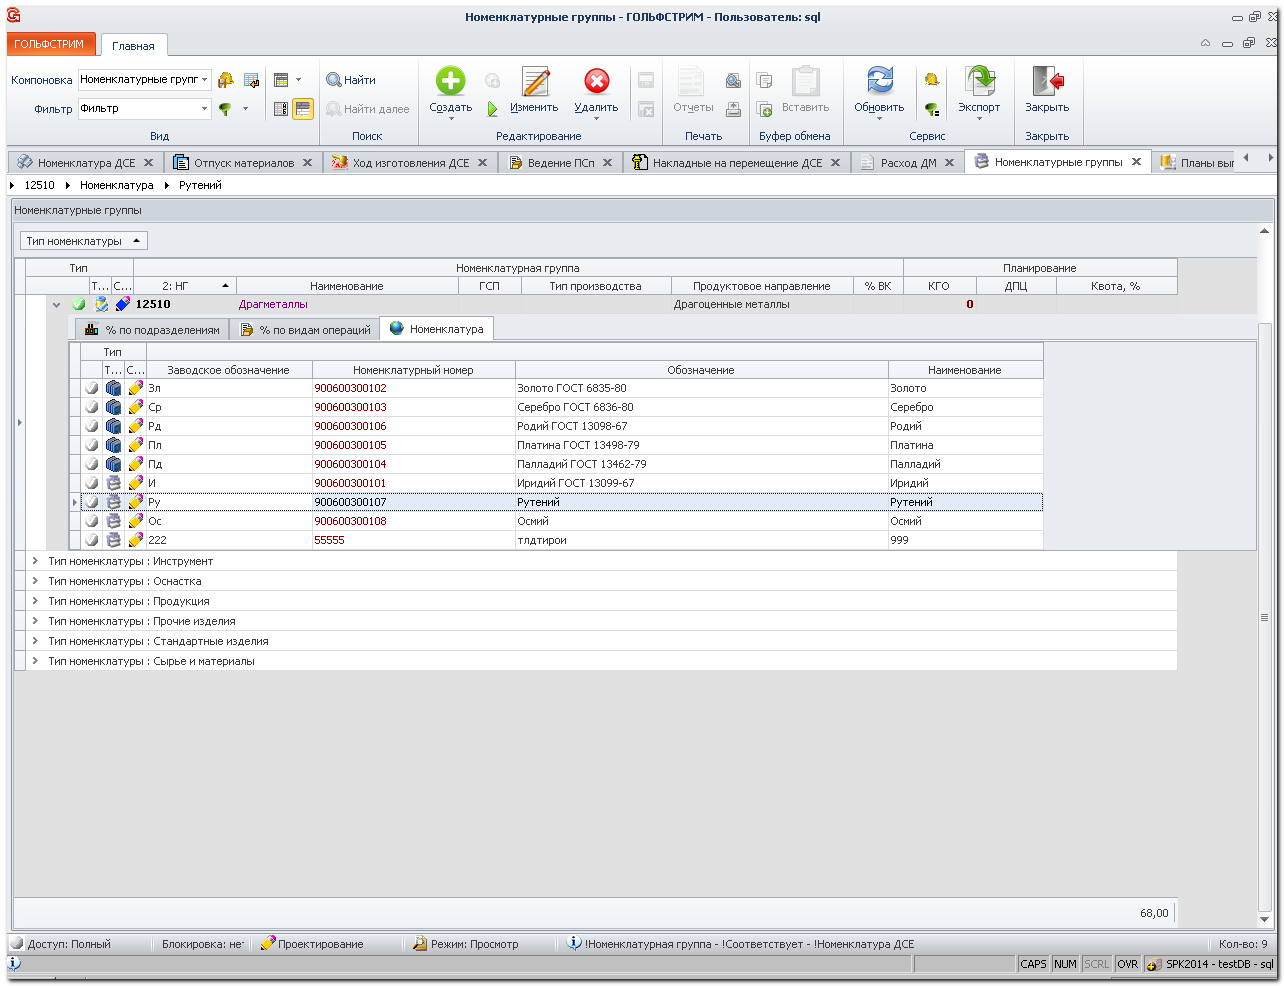 Номенклатурные группы - ГОЛЬФСТРИМ - Пользователь: sql
ГОЛЬФСТРИМ Главная
Компоновка Номенклатурные групп
Фильтр Фильтр
Вид
Найти
Найти далее
Поиск
Создать Изменить Удалить
Редактирование
Отчеты
Печать
Вставить
Буфер обмена
Обновить Экспорт
Сервис
Закрыть
Закрыть
Номенклатура ДСЕ Отпуск материалов Ход изготовления ДСЕ Ведение ПСп Накладные на перемещение ДСЕ Расход ДМ Номенклатурные группы Планы вып
12510 Номенклатура Рутений
Номенклатурные группы
Тип номенклатуры
Тип Номенклатурная группа Планирование
Т... С... 2: НГ Наименование ГСП Тип производства Продуктовое направление % ВК КГО ДПЦ Квота, %
12510 Драгметаллы Драгоценные металлы 0
% по подразделениям % по видам операций Номенклатура
Тип
Т... С... Заводское обозначение Номенклатурный номер Обозначение Наименование
Зл 900600300102 Золото ГОСТ 6835-80 Золото
Ср 900600300103 Серебро ГОСТ 6836-80 Серебро
Рд 900600300106 Родий ГОСТ 13098-67 Родий
Пл 900600300105 Платина ГОСТ 13498-79 Платина
Пд 900600300104 Палладий ГОСТ 13462-79 Палладий
И 900600300101 Иридий ГОСТ 13099-67 Иридий
Ру 900600300107 Рутений Рутений
Ос 900600300108 Осмий Осмий
222 55555 тлдтирои 999
Тип номенклатуры : Инструмент
Тип номенклатуры : Оснастка
Тип номенклатуры : Продукция
Тип номенклатуры : Прочие изделия
Тип номенклатуры : Стандартные изделия
Тип номенклатуры : Сырье и материалы
68,00
Доступ: Полный Блокировка: нет Проектирование Режим: Просмотр !Номенклатурная группа - !Соответствует - !Номенклатура ДСЕ Кол-во: 9
CAPS NUM SCRL OVR SPK2014 - testDB - sql